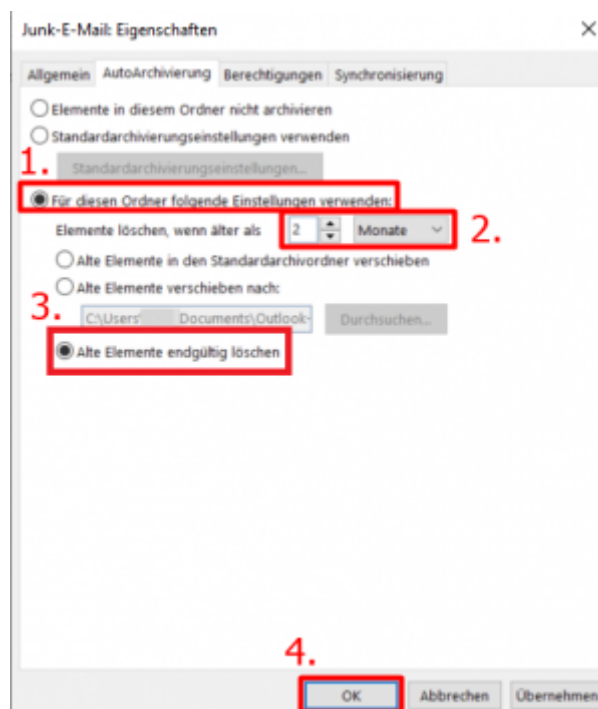 Junk-E-Mail: Eigenschaften
Allgemein AutoArchivierung Berechtigungen Synchronisierung
Elemente in diesem Ordner nicht archivieren
Standardarchivierungseinstellungen verwenden
1.
Standardarchivierungseinstellungen...
Für diesen Ordner folgende Einstellungen verwenden:
Elemente löschen, wenn älter als 2 Monate 2.
Alte Elemente in den Standardarchivordner verschieben
Alte Elemente verschieben nach:
3.
C:\Users\ Documents\Outlook- Durchsuchen...
Alte Elemente endgültig löschen
4.
OK Abbrechen Übernehmen